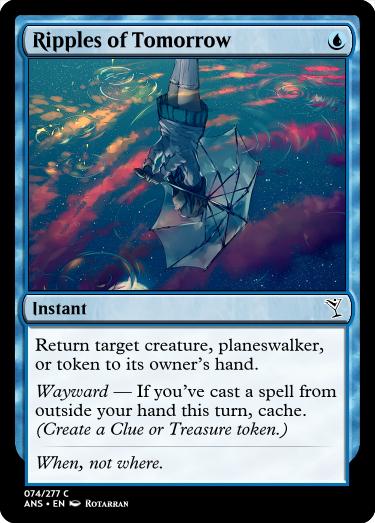 Ripples of Tomorrow
Instant
Return target creature, planeswalker,
or token to its owner's hand.
Wayward — If you've cast a spell from
outside your hand this turn, cache.
(Create a Clue or Treasure token.)
When, not where.
074/277 C
ANS • EN Rotarran